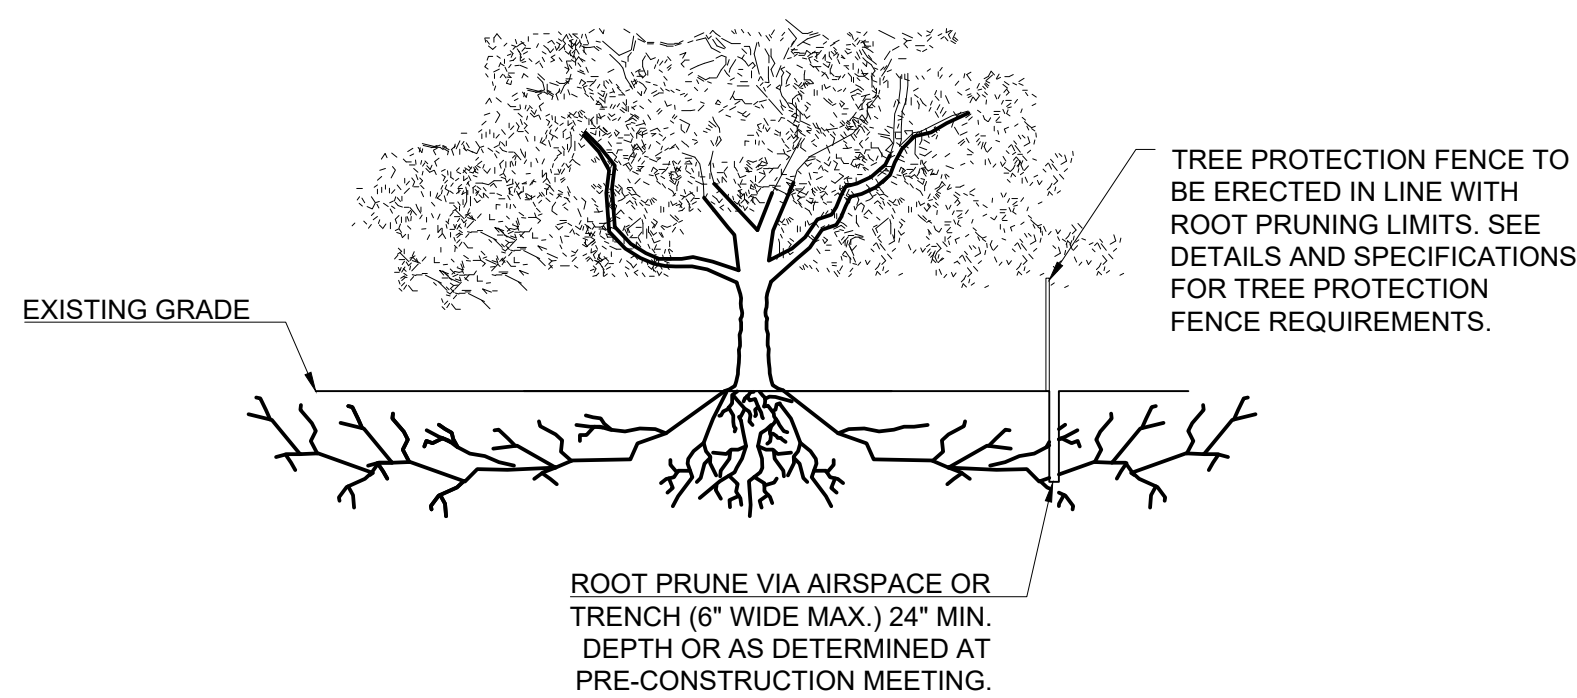 TREE PROTECTION FENCE TO
BE ERECTED IN LINE WITH
ROOT PRUNING LIMITS. SEE
DETAILS AND SPECIFICATIONS
FOR TREE PROTECTION
FENCE REQUIREMENTS.
EXISTING GRADE
ROOT PRUNE VIA AIRSPACE OR
TRENCH (6" WIDE MAX.) 24" MIN.
DEPTH OR AS DETERMINED AT
PRE-CONSTRUCTION MEETING.